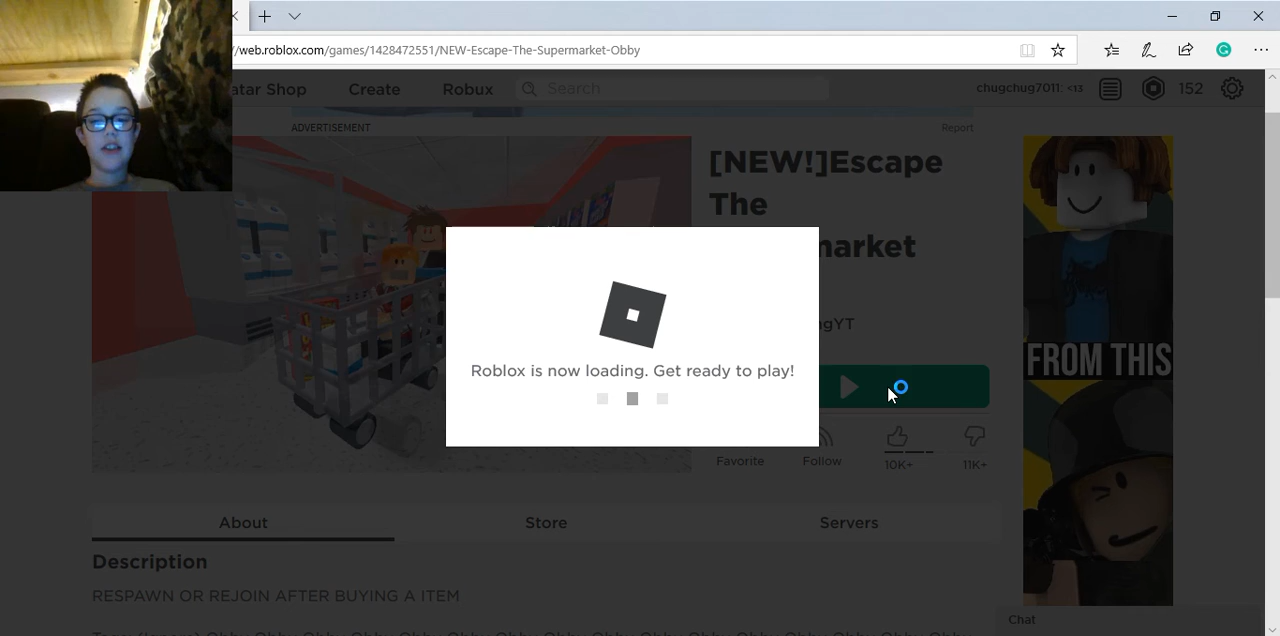 //web.roblox.com/games/1428472551/NEW-Escape-The-Supermarket-Obby
atar Shop Create Robux Search chugchug7011: <13 152
ADVERTISEMENT Report
[NEW!]Escape
The
market
gYT
Roblox is now loading. Get ready to play!
Favorite Follow 10K+ 11K+
FROM THIS
About Store Servers
Description
RESPAWN OR REJOIN AFTER BUYING A ITEM
Chat